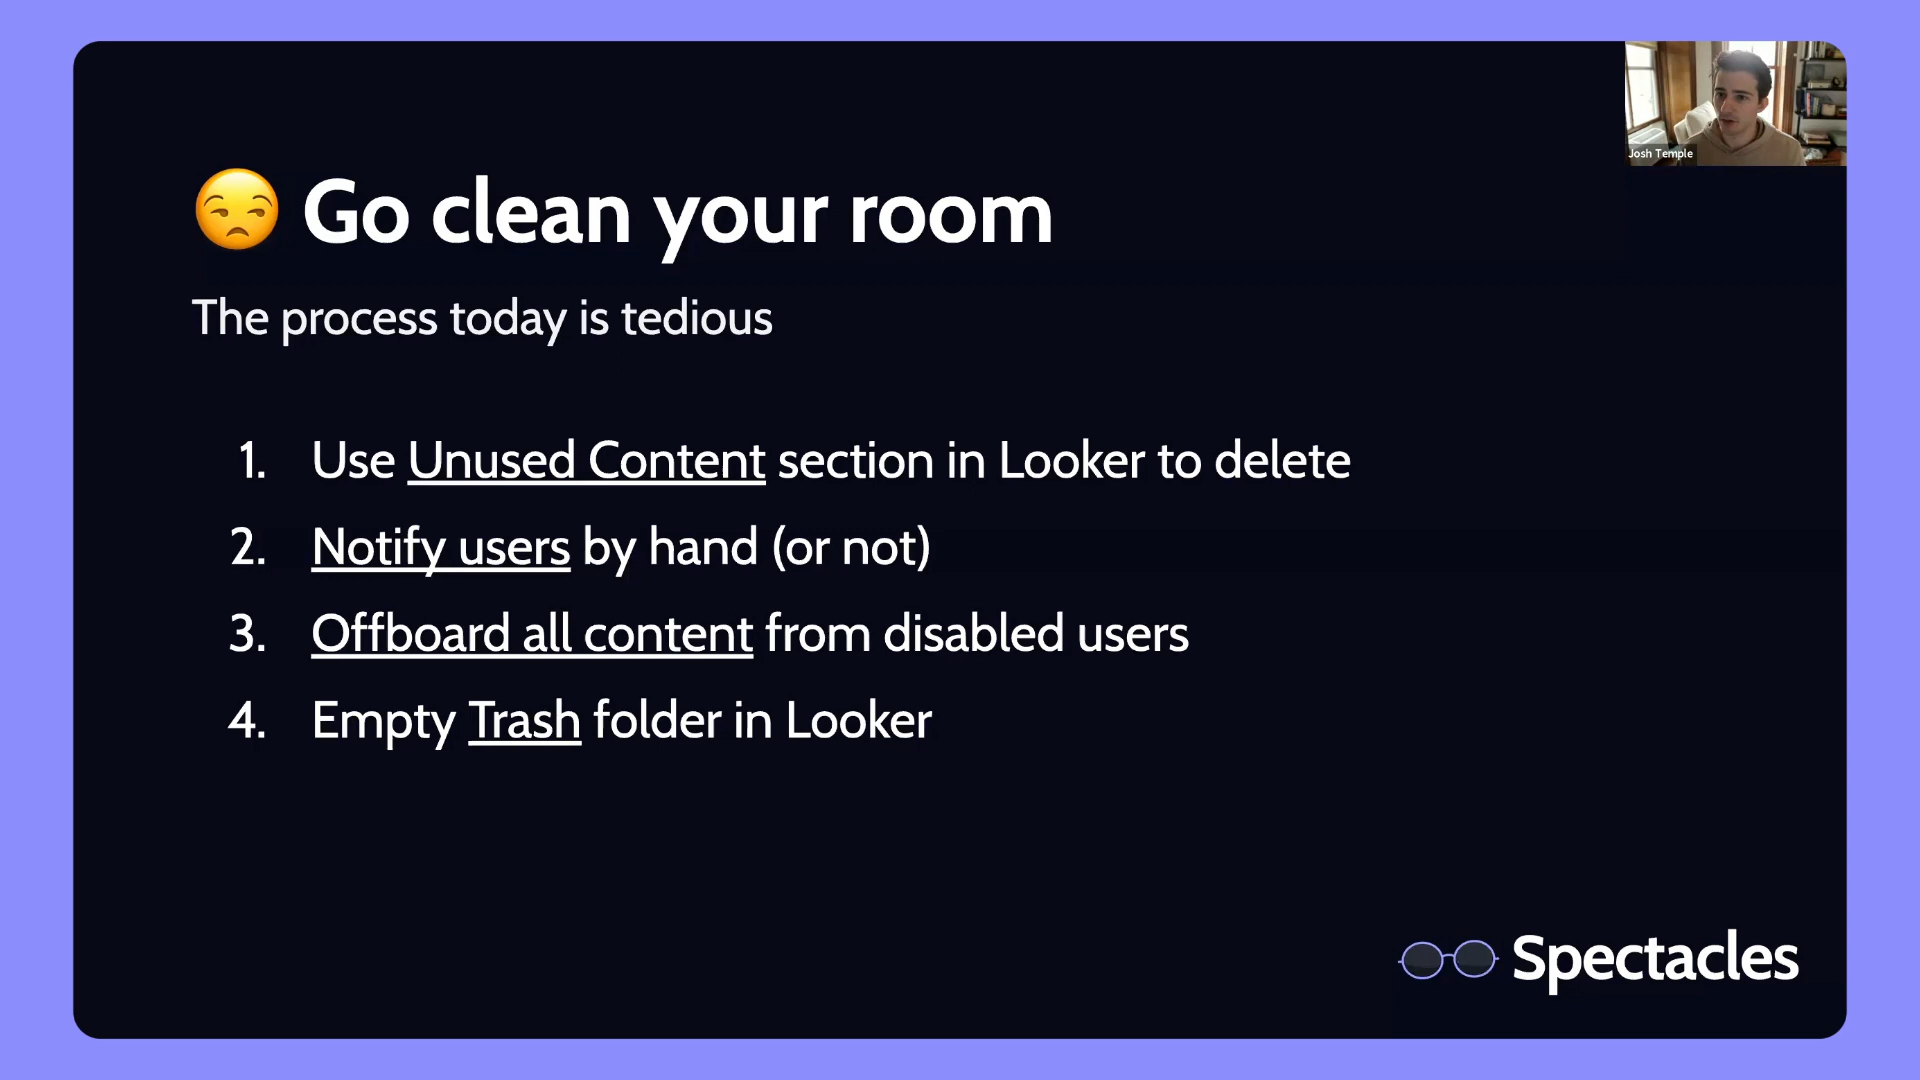 Josh Temple
😒 Go clean your room
The process today is tedious
1. Use Unused Content section in Looker to delete
2. Notify users by hand (or not)
3. Offboard all content from disabled users
4. Empty Trash folder in Looker
Spectacles